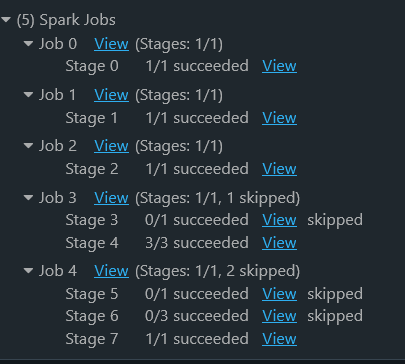 (5) Spark Jobs
Job 0 View (Stages: 1/1)
Stage 0 1/1 succeeded View
Job 1 View (Stages: 1/1)
Stage 1 1/1 succeeded View
Job 2 View (Stages: 1/1)
Stage 2 1/1 succeeded View
Job 3 View (Stages: 1/1, 1 skipped)
Stage 3 0/1 succeeded View skipped
Stage 4 3/3 succeeded View
Job 4 View (Stages: 1/1, 2 skipped)
Stage 5 0/1 succeeded View skipped
Stage 6 0/3 succeeded View skipped
Stage 7 1/1 succeeded View